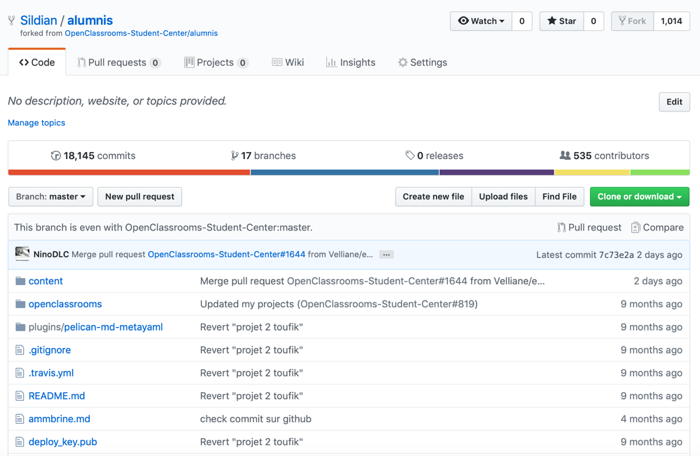 Sildian / alumnis
forked from OpenClassrooms-Student-Center/alumnis
Watch 0 Star 0 Fork 1,014
Code Pull requests 0 Projects 0 Wiki Insights Settings
No description, website, or topics provided. Edit
Manage topics
18,145 commits 17 branches 0 releases 535 contributors
Branch: master New pull request Create new file Upload files Find File Clone or download
This branch is even with OpenClassrooms-Student-Center:master. Pull request Compare
NinoDLC Merge pull request OpenClassrooms-Student-Center#1644 from Velliane/e... ... Latest commit 7c73e2a 2 days ago
content Merge pull request OpenClassrooms-Student-Center#1644 from Velliane/e... 2 days ago
openclassrooms Updated my projects (OpenClassrooms-Student-Center#819) 9 months ago
plugins/pelican-md-metayaml Revert "projet 2 toufik" 9 months ago
.gitignore Revert "projet 2 toufik" 9 months ago
.travis.yml Revert "projet 2 toufik" 9 months ago
README.md Revert "projet 2 toufik" 9 months ago
ammbrine.md check commit sur github 4 months ago
deploy_key.pub Revert "projet 2 toufik" 9 months ago